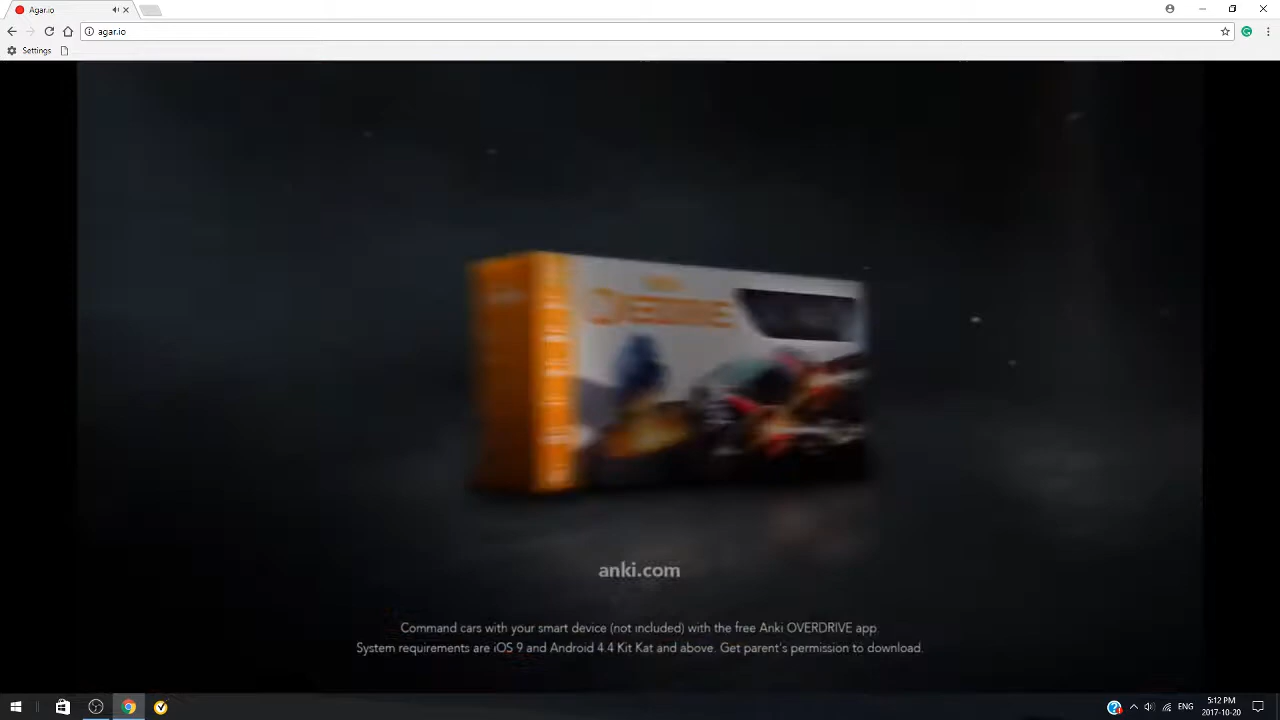 Agar.io
agar.io
Settings
OVERDRIVE
anki.com
Command cars with your smart device (not included) with the free Anki OVERDRIVE app.
System requirements are iOS 9 and Android 4.4 Kit Kat and above. Get parent's permission to download.
ENG
5:12 PM
2017-10-20